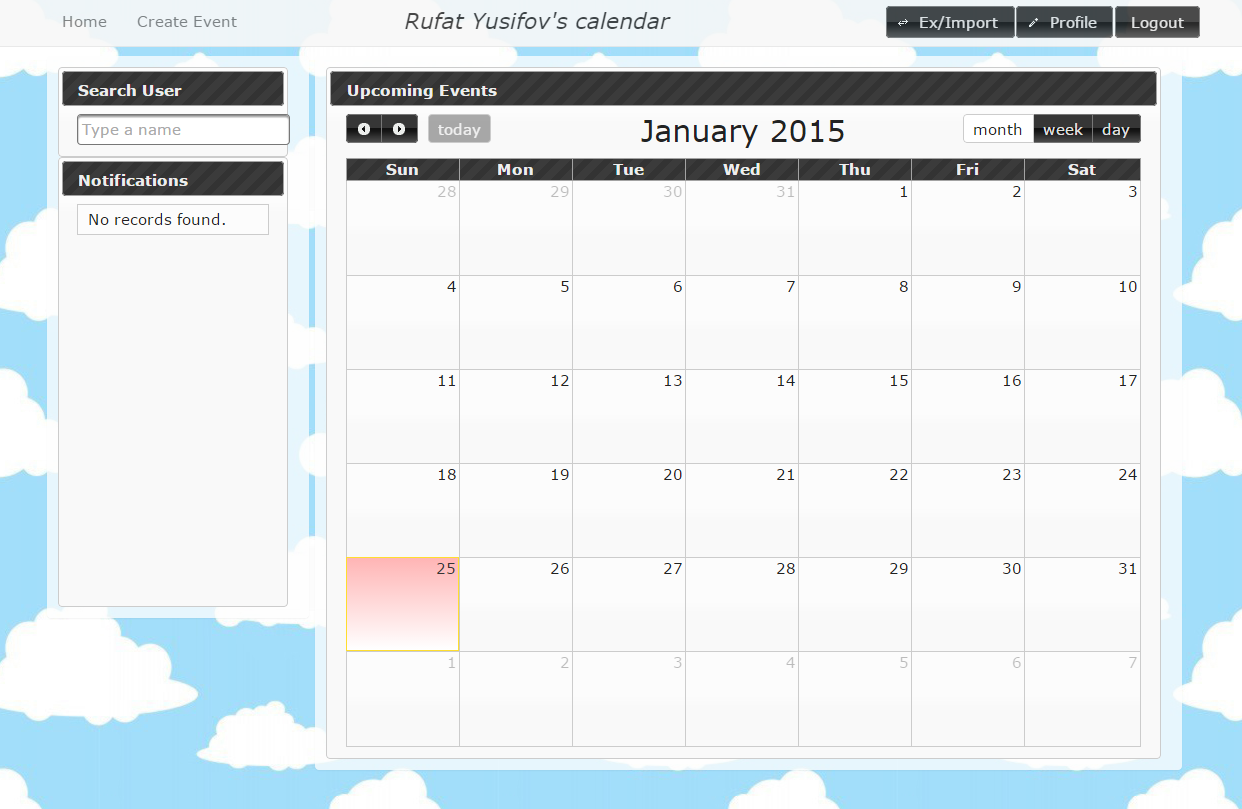 Home Create Event Rufat Yusifov's calendar Ex/Import Profile Logout
Search User
Type a name
Notifications
No records found.
Upcoming Events
today January 2015 month week day
Sun Mon Tue Wed Thu Fri Sat
28 29 30 31 1 2 3
4 5 6 7 8 9 10
11 12 13 14 15 16 17
18 19 20 21 22 23 24
25 26 27 28 29 30 31
1 2 3 4 5 6 7